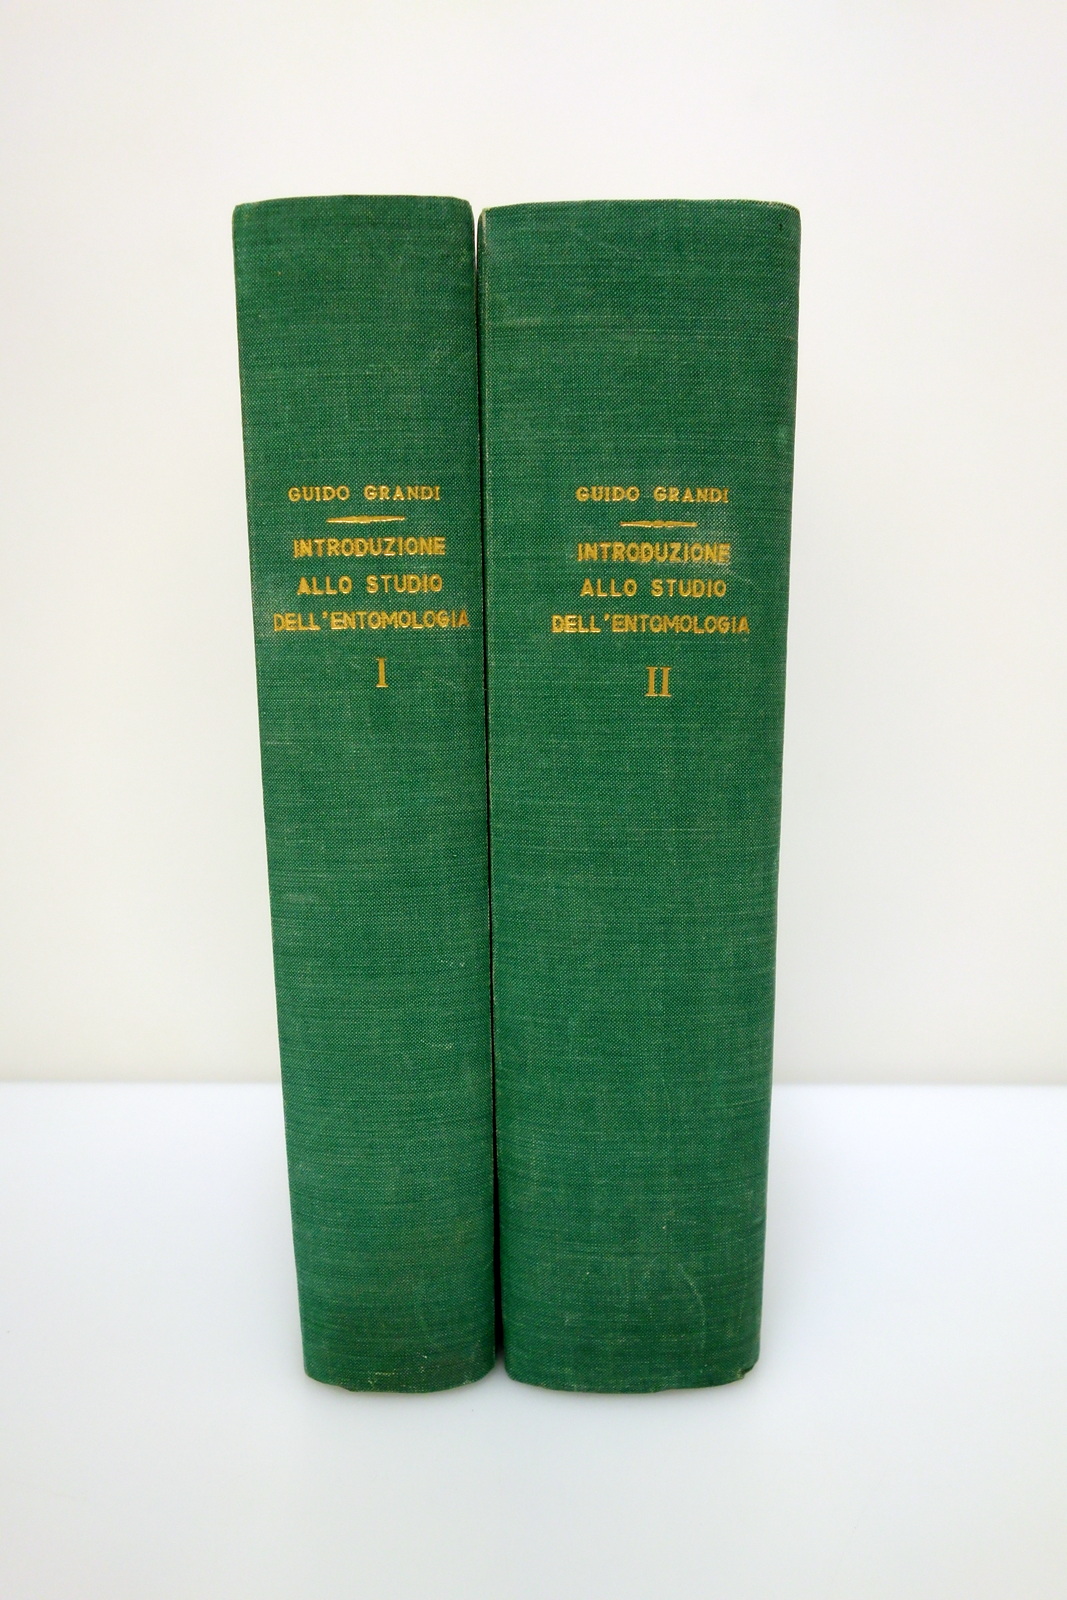 GUIDO GRANDI
INTRODUZIONE
ALLO STUDIO
DELL'ENTOMOLOGIA
I
GUIDO GRANDI
INTRODUZIONE
ALLO STUDIO
DELL'ENTOMOLOGIA
II